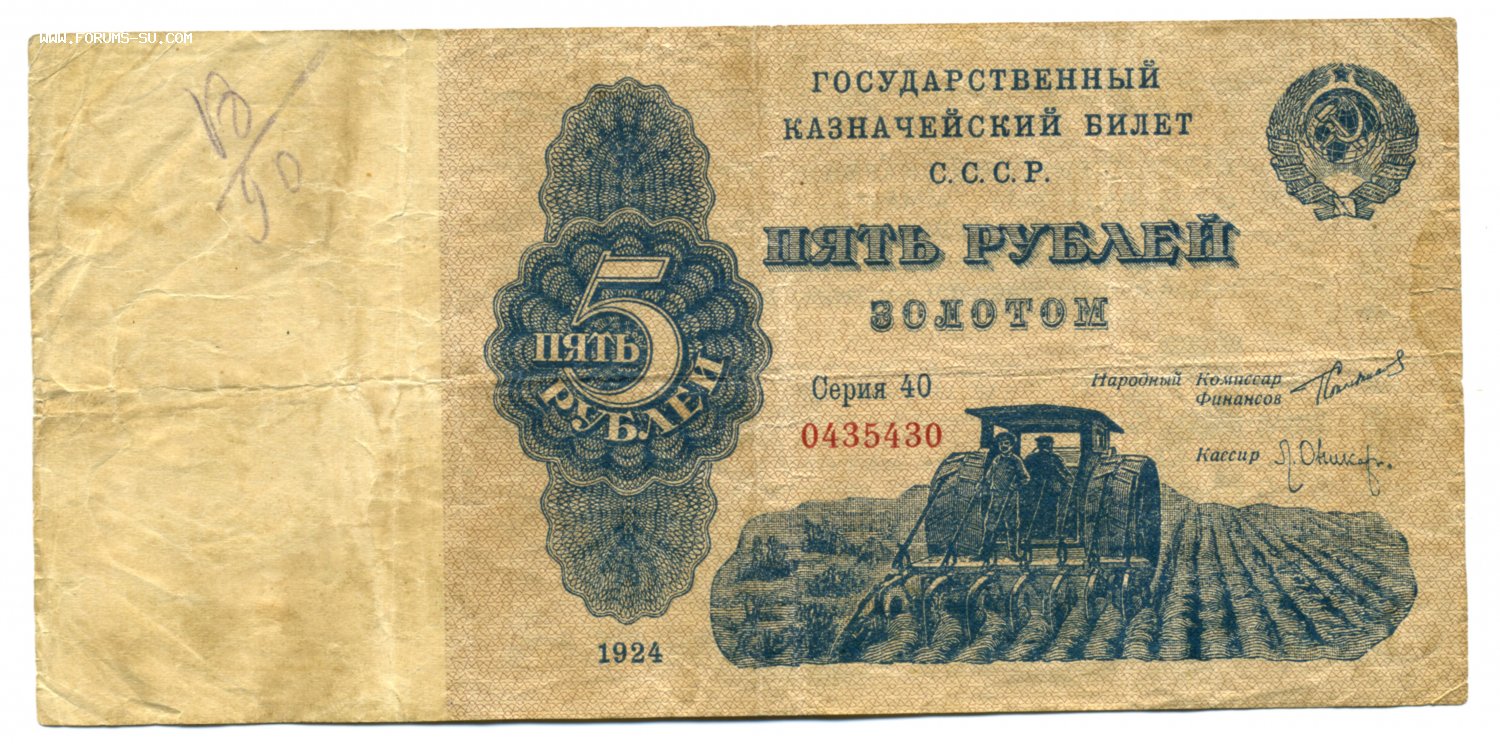 WWW.FORUMS-SU.COM
ГОСУДАРСТВЕННЫЙ
КАЗНАЧЕЙСКИЙ БИЛЕТ
С.С.С.Р.
ПЯТЬ РУБЛЕЙ
ЗОЛОТОМ
5
ПЯТЬ
РУБЛЕЙ
Серия 40
0435430
Народный Комиссар
Финансов
Кассир
1924